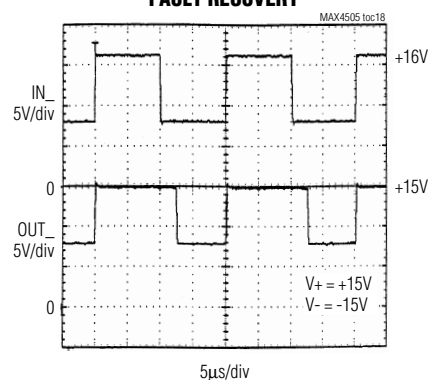 FAULT RECOVERY
MAX4505 toc18
+16V
IN_
5V/div
0
+15V
OUT_
5V/div
V+ = +15V
V- = -15V
0
5µs/div